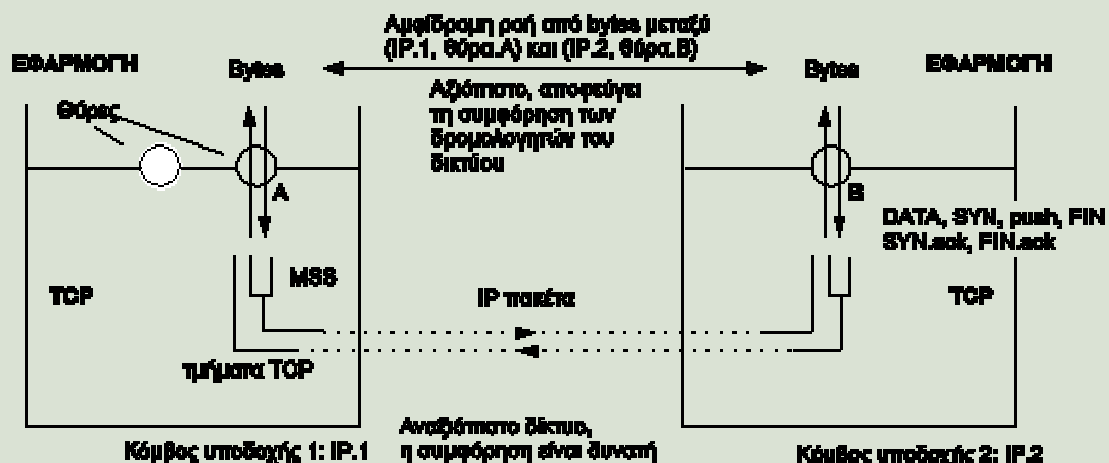 Αμφίδρομη ροή από bytes μεταξύ
(IP.1, θύρα.A) και (IP.2, θύρα.B)
ΕΦΑΡΜΟΓΗ
Bytes
Bytes
ΕΦΑΡΜΟΓΗ
Αξιόπιστο, αποφεύγει
τη συμφόρηση των
δρομολογητών του
δικτύου
Θύρες
A
B
DATA, SYN, push, FIN
SYN.ack, FIN.ack
MSS
TCP
IP πακέτα
TCP
τμήματα TCP
Αναξιόπιστο δίκτυο,
η συμφόρηση είναι δυνατή
Κόμβος υποδοχής 1: IP.1
Κόμβος υποδοχής 2: IP.2